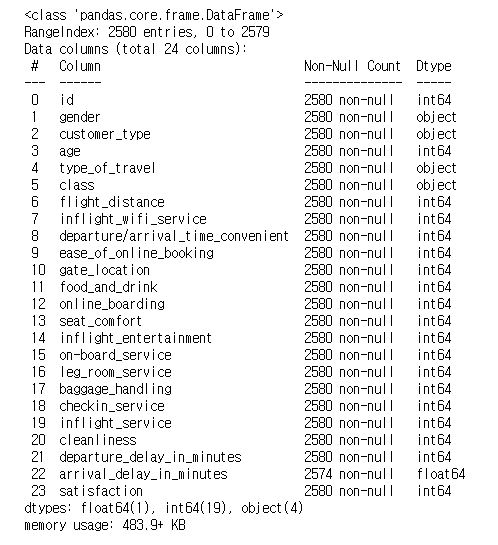 <class 'pandas.core.frame.DataFrame'>
RangeIndex: 2580 entries, 0 to 2579
Data columns (total 24 columns):
 #   Column                             Non-Null Count  Dtype
---  ------                             --------------  -----
 0   id                                 2580 non-null   int64
 1   gender                             2580 non-null   object
 2   customer_type                      2580 non-null   object
 3   age                                2580 non-null   int64
 4   type_of_travel                     2580 non-null   object
 5   class                              2580 non-null   object
 6   flight_distance                    2580 non-null   int64
 7   inflight_wifi_service              2580 non-null   int64
 8   departure/arrival_time_convenient  2580 non-null   int64
 9   ease_of_online_booking             2580 non-null   int64
 10  gate_location                      2580 non-null   int64
 11  food_and_drink                     2580 non-null   int64
 12  online_boarding                    2580 non-null   int64
 13  seat_comfort                       2580 non-null   int64
 14  inflight_entertainment             2580 non-null   int64
 15  on-board_service                   2580 non-null   int64
 16  leg_room_service                   2580 non-null   int64
 17  baggage_handling                   2580 non-null   int64
 18  checkin_service                    2580 non-null   int64
 19  inflight_service                   2580 non-null   int64
 20  cleanliness                        2580 non-null   int64
 21  departure_delay_in_minutes         2580 non-null   int64
 22  arrival_delay_in_minutes           2574 non-null   float64
 23  satisfaction                       2580 non-null   int64
dtypes: float64(1), int64(19), object(4)
memory usage: 483.9+ KB